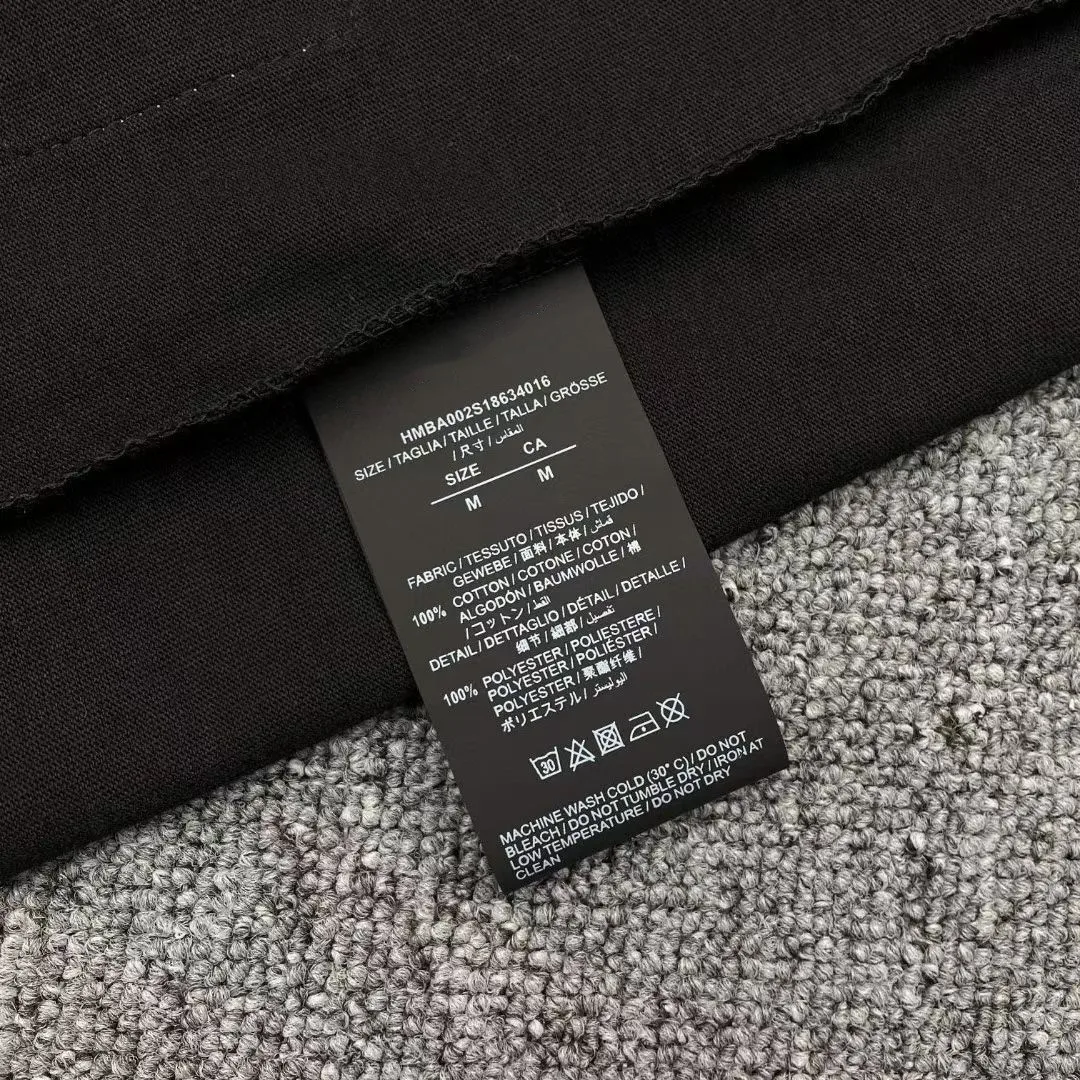 HMBA002S18634016
SIZE / TAGLIA / TAILLE / TALLA / GRÖSSE
/ 尺寸 / المقاس
SIZE CA
M M
FABRIC / TESSUTO / TISSUS / TEJIDO /
GEWEBE / 面料 / 本体 / قماش
100% COTTON / COTONE / COTON /
ALGODÓN / BAUMWOLLE / 棉
/ コットン / القط
DETAIL / DETTAGLIO / DÉTAIL / DETALLE /
细节 / 細部 / تفصيل
100% POLYESTER / POLIESTERE /
POLYESTER / POLIÉSTER /
POLYESTER / 聚酯纤维 /
ポリエステル / البوليستر
30
MACHINE WASH COLD (30° C) / DO NOT
BLEACH / DO NOT TUMBLE DRY / IRON AT
LOW TEMPERATURE / DO NOT DRY
CLEAN